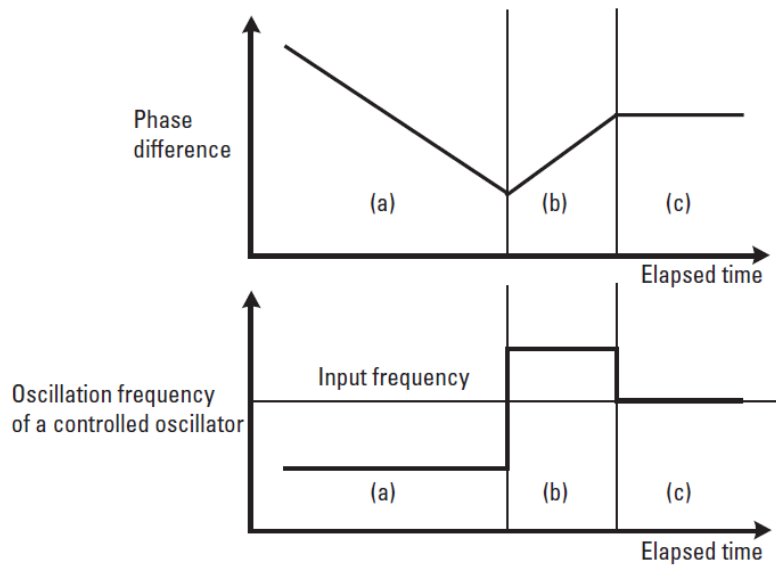 Phase
difference
(a)
(b)
(c)
Elapsed time
Input frequency
Oscillation frequency
of a controlled oscillator
(a)
(b)
(c)
Elapsed time